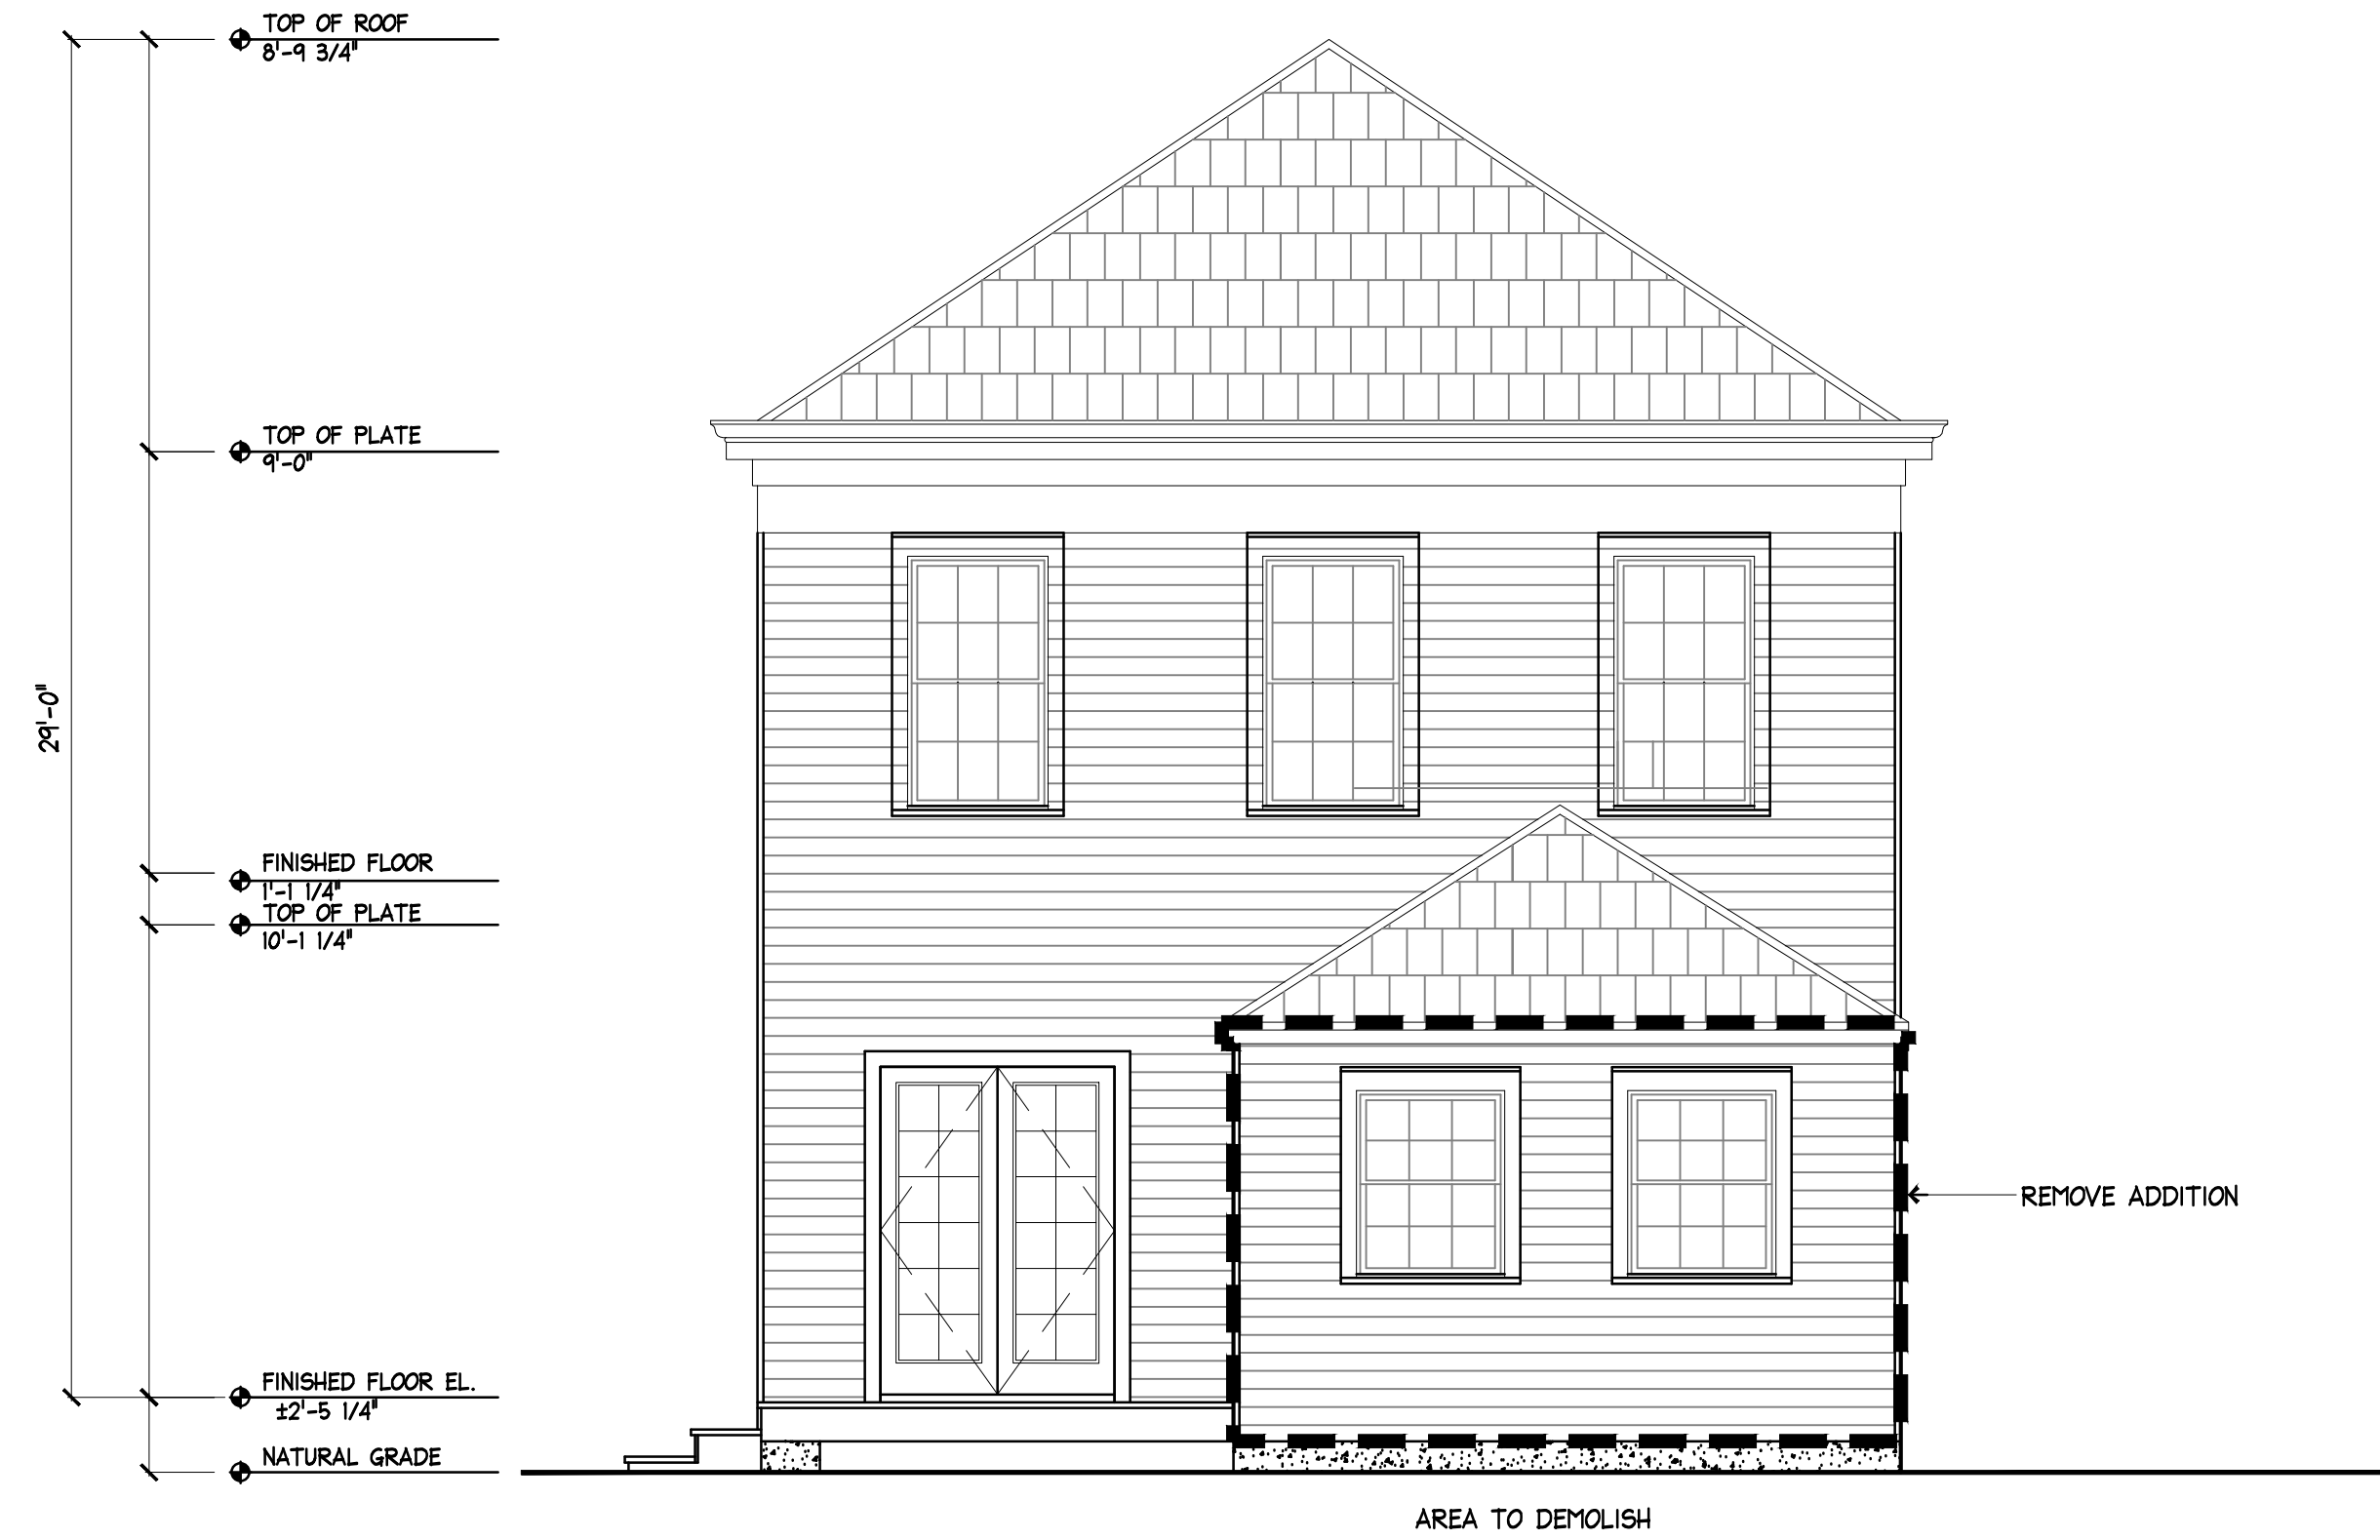 TOP OF ROOF
8'-9 3/4"
TOP OF PLATE
9'-0"
29'-0"
FINISHED FLOOR
1'-1 1/4"
TOP OF PLATE
10'-1 1/4"
REMOVE ADDITION
FINISHED FLOOR EL.
±2'-5 1/4"
NATURAL GRADE
AREA TO DEMOLISH